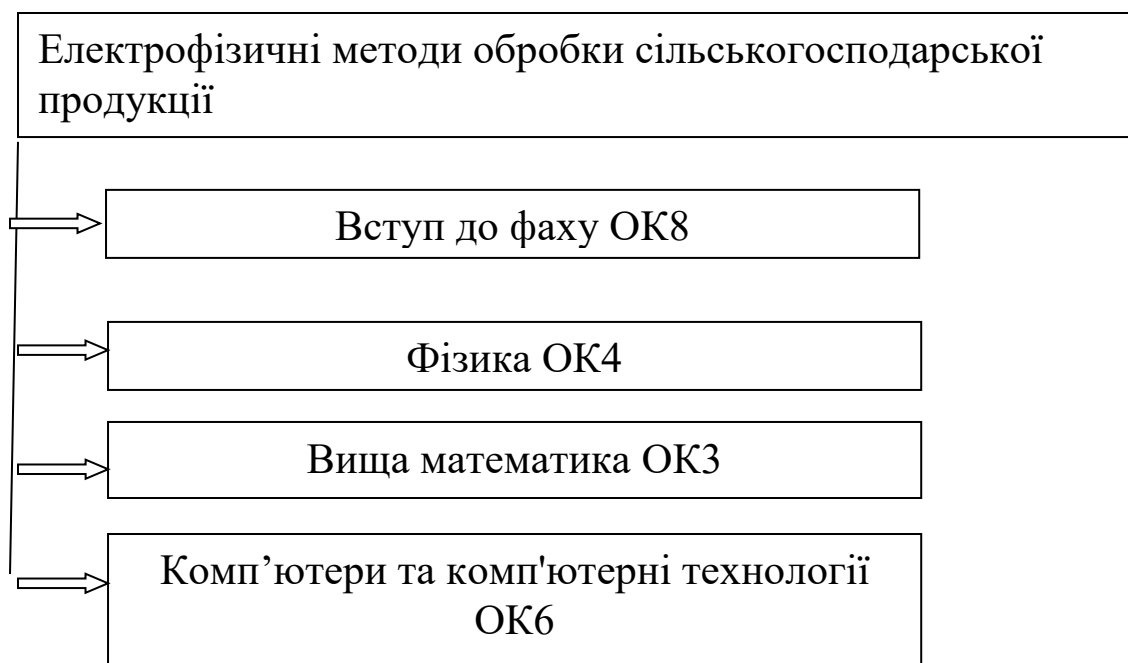 Електрофізичні методи обробки сільськогосподарської
продукції
Вступ до фаху ОК8
Фізика ОК4
Вища математика ОК3
Комп’ютери та комп'ютерні технології
ОК6